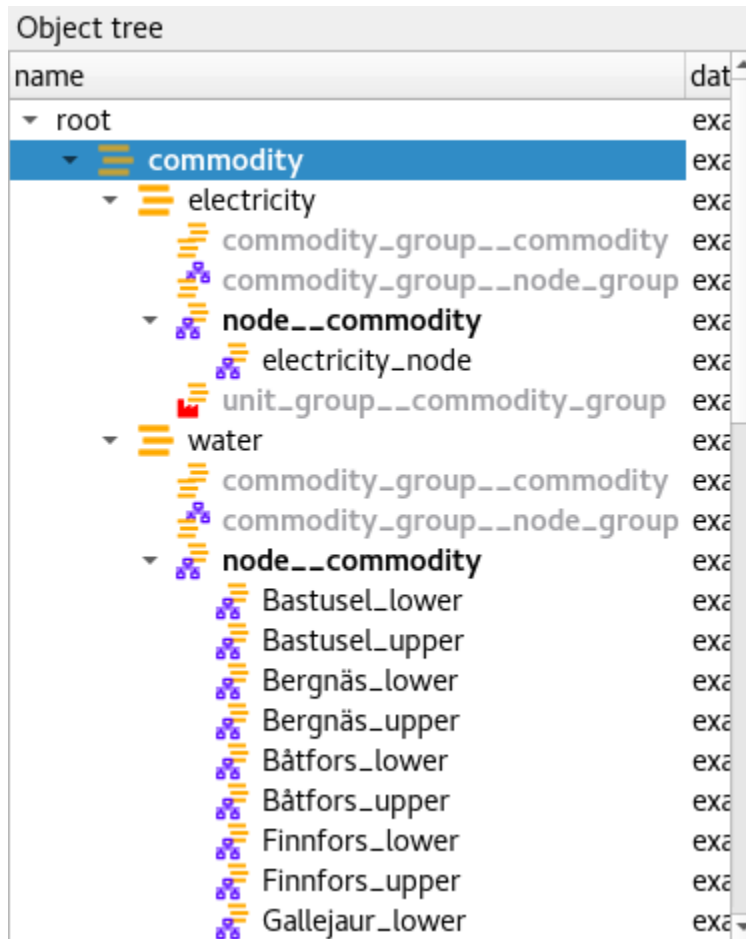 Object tree
name dat
root exa
commodity exa
electricity exa
commodity_group__commodity exa
commodity_group__node_group exa
node__commodity exa
electricity_node exa
unit_group__commodity_group exa
water exa
commodity_group__commodity exa
commodity_group__node_group exa
node__commodity exa
Bastusel_lower exa
Bastusel_upper exa
Bergnäs_lower exa
Bergnäs_upper exa
Båtfors_lower exa
Båtfors_upper exa
Finnfors_lower exa
Finnfors_upper exa
Gallejaur_lower exa